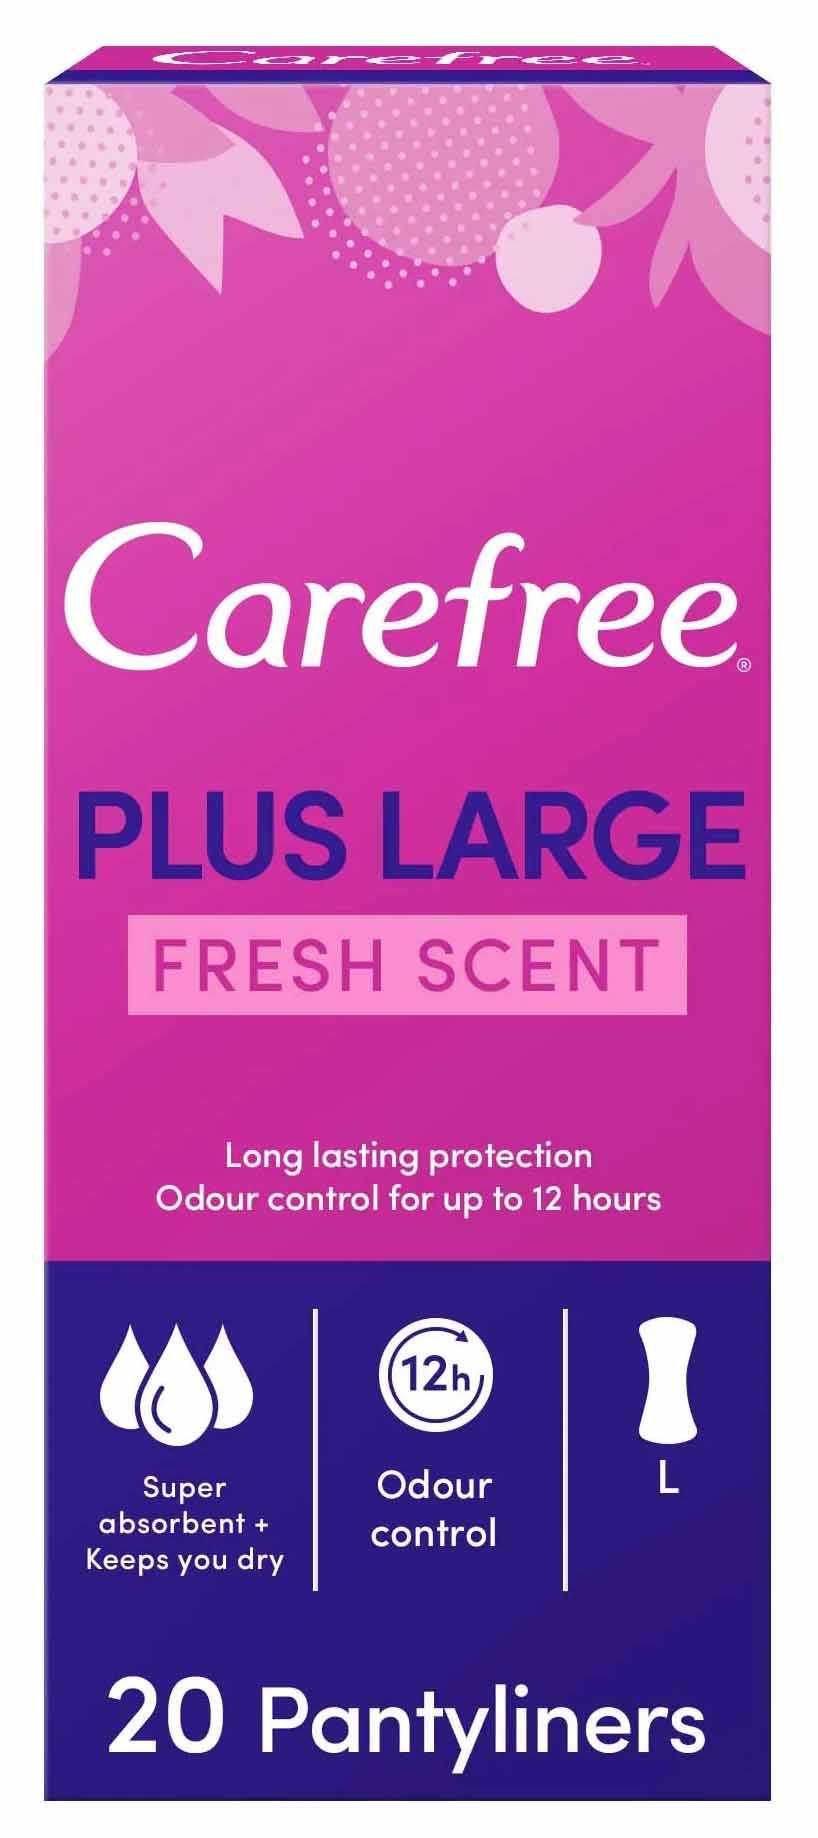 Carefree
Carefree®
PLUS LARGE
FRESH SCENT
Long lasting protection
Odour control for up to 12 hours
12h
Super
absorbent +
Keeps you dry
Odour
control
L
20 Pantyliners